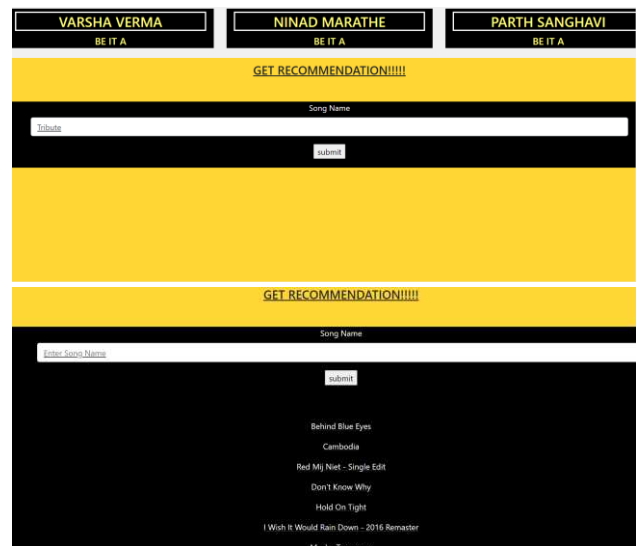 VARSHA VERMA NINAD MARATHE PARTH SANGHAVI
BE IT A BE IT A BE IT A
GET RECOMMENDATION!!!!!
Song Name
Tribute
submit
GET RECOMMENDATION!!!!!
Song Name
Enter Song Name
submit
Behind Blue Eyes
Cambodia
Red Mij Niet - Single Edit
Don't Know Why
Hold On Tight
I Wish It Would Rain Down - 2016 Remaster